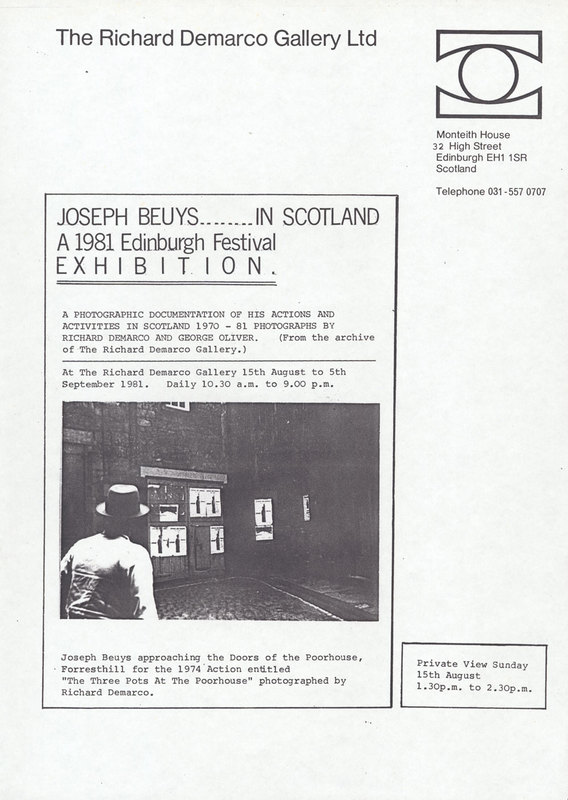 The Richard Demarco Gallery Ltd
Monteith House
32 High Street
Edinburgh EH1 1SR
Scotland
Telephone 031-557 0707
JOSEPH BEUYS........IN SCOTLAND
A 1981 Edinburgh Festival
EXHIBITION.
A PHOTOGRAPHIC DOCUMENTATION OF HIS ACTIONS AND
ACTIVITIES IN SCOTLAND 1970 - 81 PHOTOGRAPHS BY
RICHARD DEMARCO AND GEORGE OLIVER. (From the archive
of The Richard Demarco Gallery.)
At The Richard Demarco Gallery 15th August to 5th
September 1981. Daily 10.30 a.m. to 9.00 p.m.
Joseph Beuys approaching the Doors of the Poorhouse,
Forresthill for the 1974 Action entitled
"The Three Pots At The Poorhouse" photographed by
Richard Demarco.
Private View Sunday
15th August
1.30p.m. to 2.30p.m.